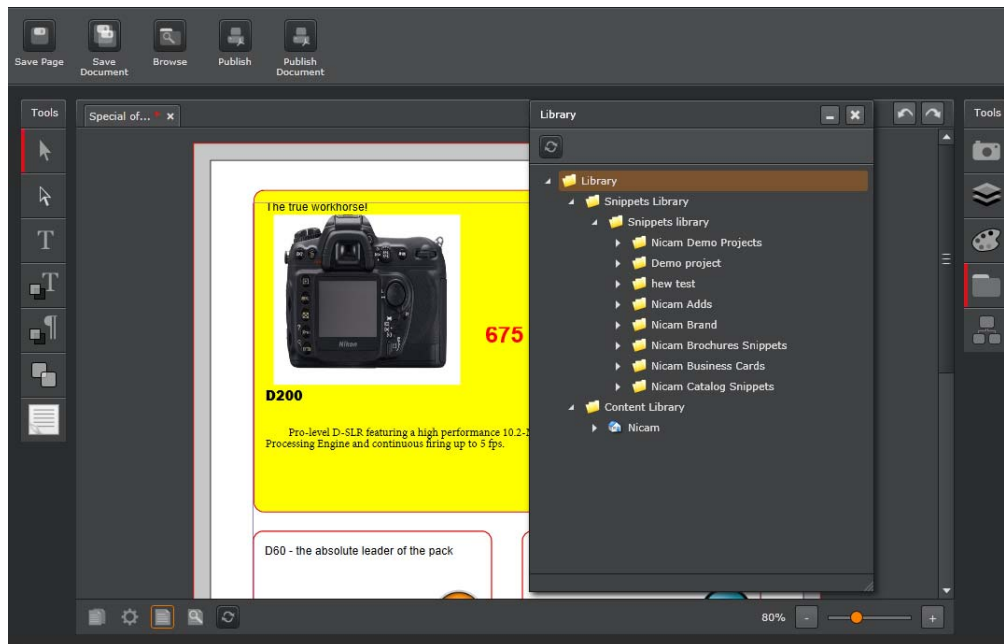 Save Page
Save
Document
Browse
Publish
Publish
Document
Tools
Special of... * ×
Library
Tools
Library
Snippets Library
Snippets library
Nicam Demo Projects
Demo project
hew test
Nicam Adds
Nicam Brand
Nicam Brochures Snippets
Nicam Business Cards
Nicam Catalog Snippets
Content Library
Nicam
The true workhorse!
Nikon
675
D200
Pro-level D-SLR featuring a high performance 10.2-
Processing Engine and continuous firing up to 5 fps.
D60 - the absolute leader of the pack
80%